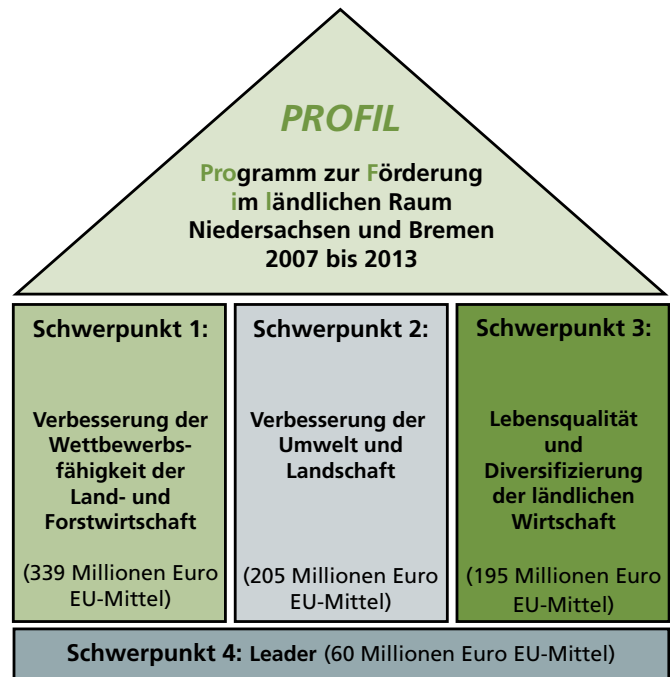 PROFIL
Programm zur Förderung
im ländlichen Raum
Niedersachsen und Bremen
2007 bis 2013
Schwerpunkt 1:
Verbesserung der
Wettbewerbs-
fähigkeit der
Land- und
Forstwirtschaft
(339 Millionen Euro
EU-Mittel)
Schwerpunkt 2:
Verbesserung der
Umwelt und
Landschaft
(205 Millionen Euro
EU-Mittel)
Schwerpunkt 3:
Lebensqualität
und
Diversifizierung
der ländlichen
Wirtschaft
(195 Millionen Euro
EU-Mittel)
Schwerpunkt 4: Leader (60 Millionen Euro EU-Mittel)